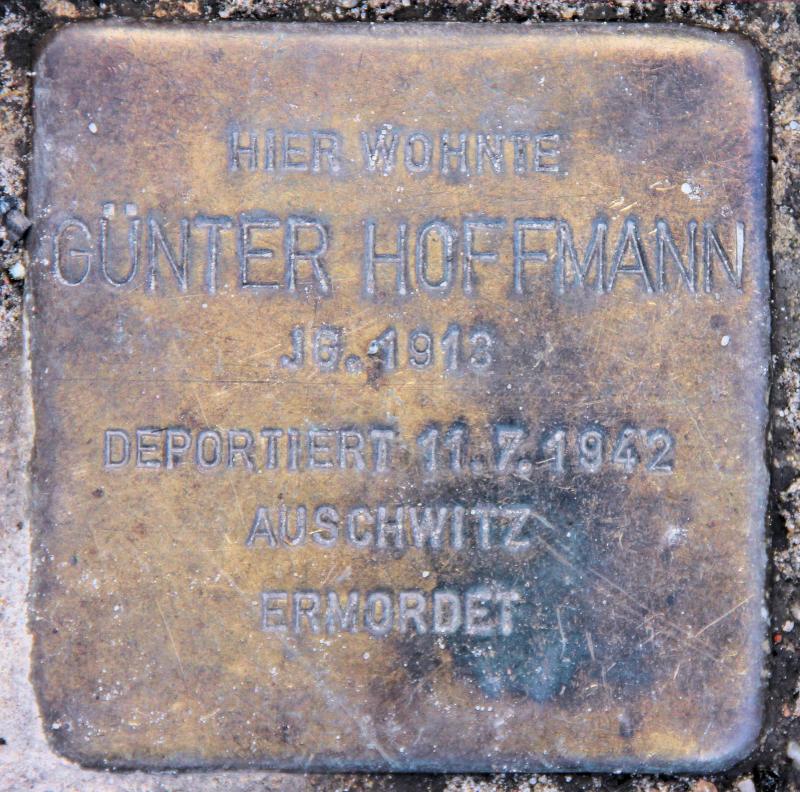 HIER WOHNTE
GÜNTER HOFFMANN
JG. 1913
DEPORTIERT 11.7.1942
AUSCHWITZ
ERMORDET